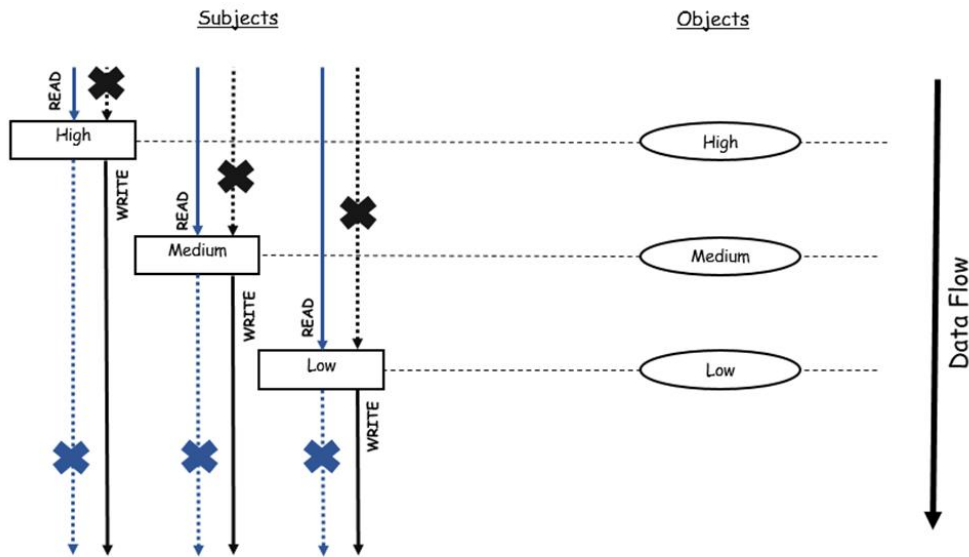 Subjects
Objects
READ
High
High
WRITE
READ
Medium
Medium
WRITE
READ
Low
Low
WRITE
Data Flow